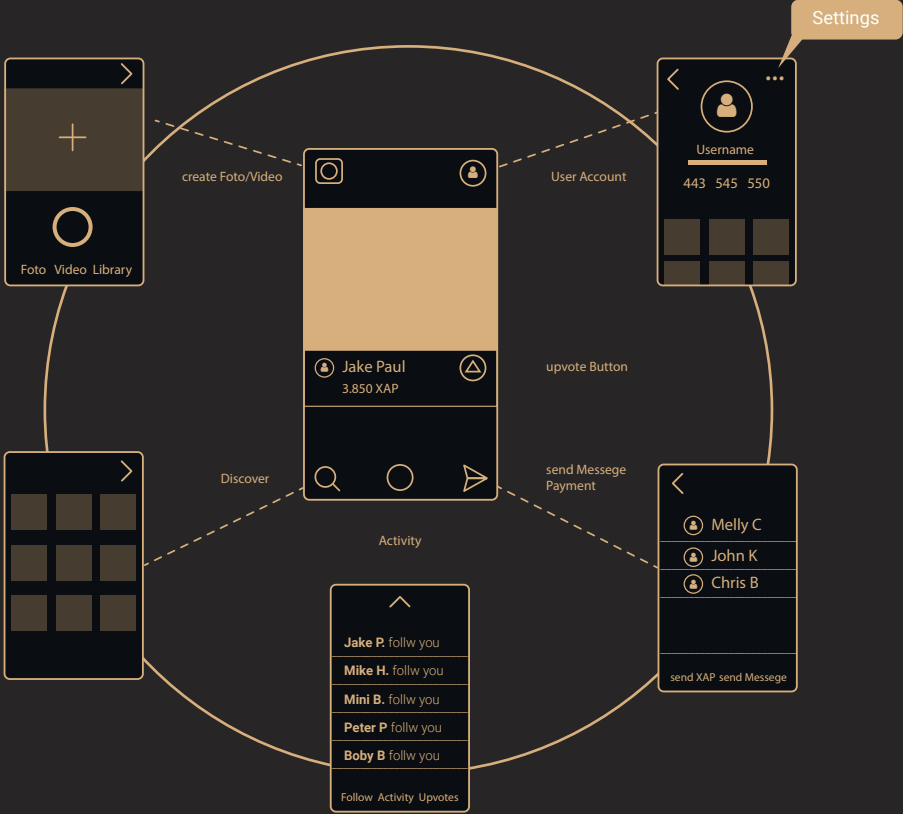 Settings
create Foto/Video
User Account
Username
443 545 550
Foto Video Library
Jake Paul
3.850 XAP
upvote Button
Discover
send Messege
Payment
Activity
Melly C
John K
Chris B
send XAP send Messege
Jake P. follw you
Mike H. follw you
Mini B. follw you
Peter P follw you
Boby B follw you
Follow Activity Upvotes